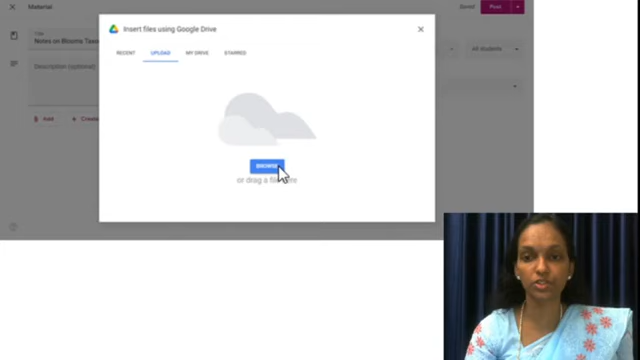 Material
Saved
Post
Insert files using Google Drive
RECENT
UPLOAD
MY DRIVE
STARRED
Title
Notes on Blooms Taxo
All students
Description (optional)
Add
Create
BROWSE
or drag a file here